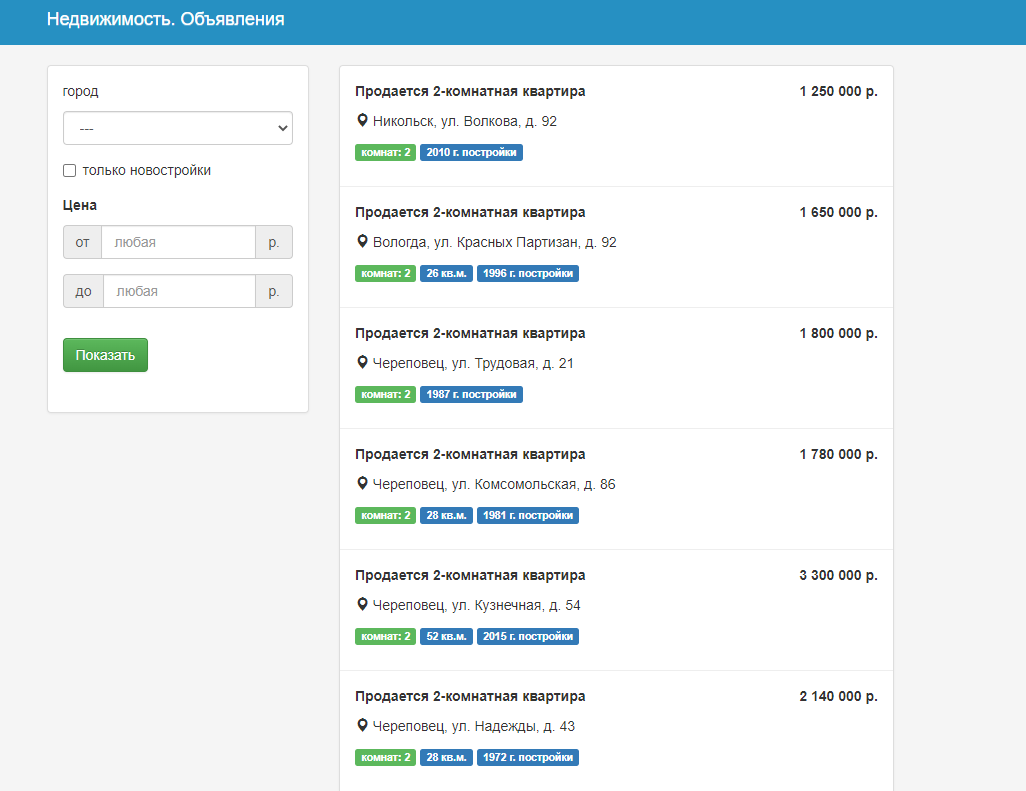 Недвижимость. Объявления
город
---
только новостройки
Цена
от любая р.
до любая р.
Показать
Продается 2-комнатная квартира 1 250 000 р.
Никольск, ул. Волкова, д. 92
комнат: 2 2010 г. постройки
Продается 2-комнатная квартира 1 650 000 р.
Вологда, ул. Красных Партизан, д. 92
комнат: 2 26 кв.м. 1996 г. постройки
Продается 2-комнатная квартира 1 800 000 р.
Череповец, ул. Трудовая, д. 21
комнат: 2 1987 г. постройки
Продается 2-комнатная квартира 1 780 000 р.
Череповец, ул. Комсомольская, д. 86
комнат: 2 28 кв.м. 1981 г. постройки
Продается 2-комнатная квартира 3 300 000 р.
Череповец, ул. Кузнечная, д. 54
комнат: 2 52 кв.м. 2015 г. постройки
Продается 2-комнатная квартира 2 140 000 р.
Череповец, ул. Надежды, д. 43
комнат: 2 28 кв.м. 1972 г. постройки